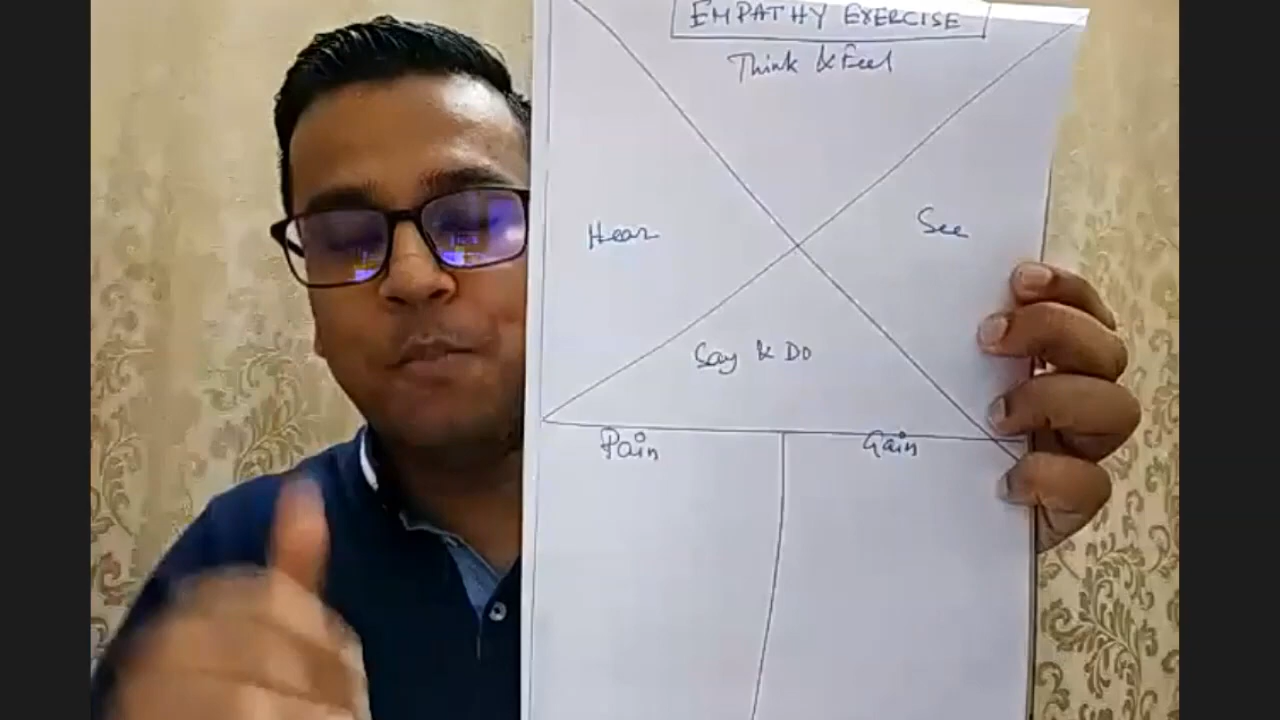 EMPATHY EXERCISE
Think & Feel
Hear
See
Say & Do
Pain
Gain